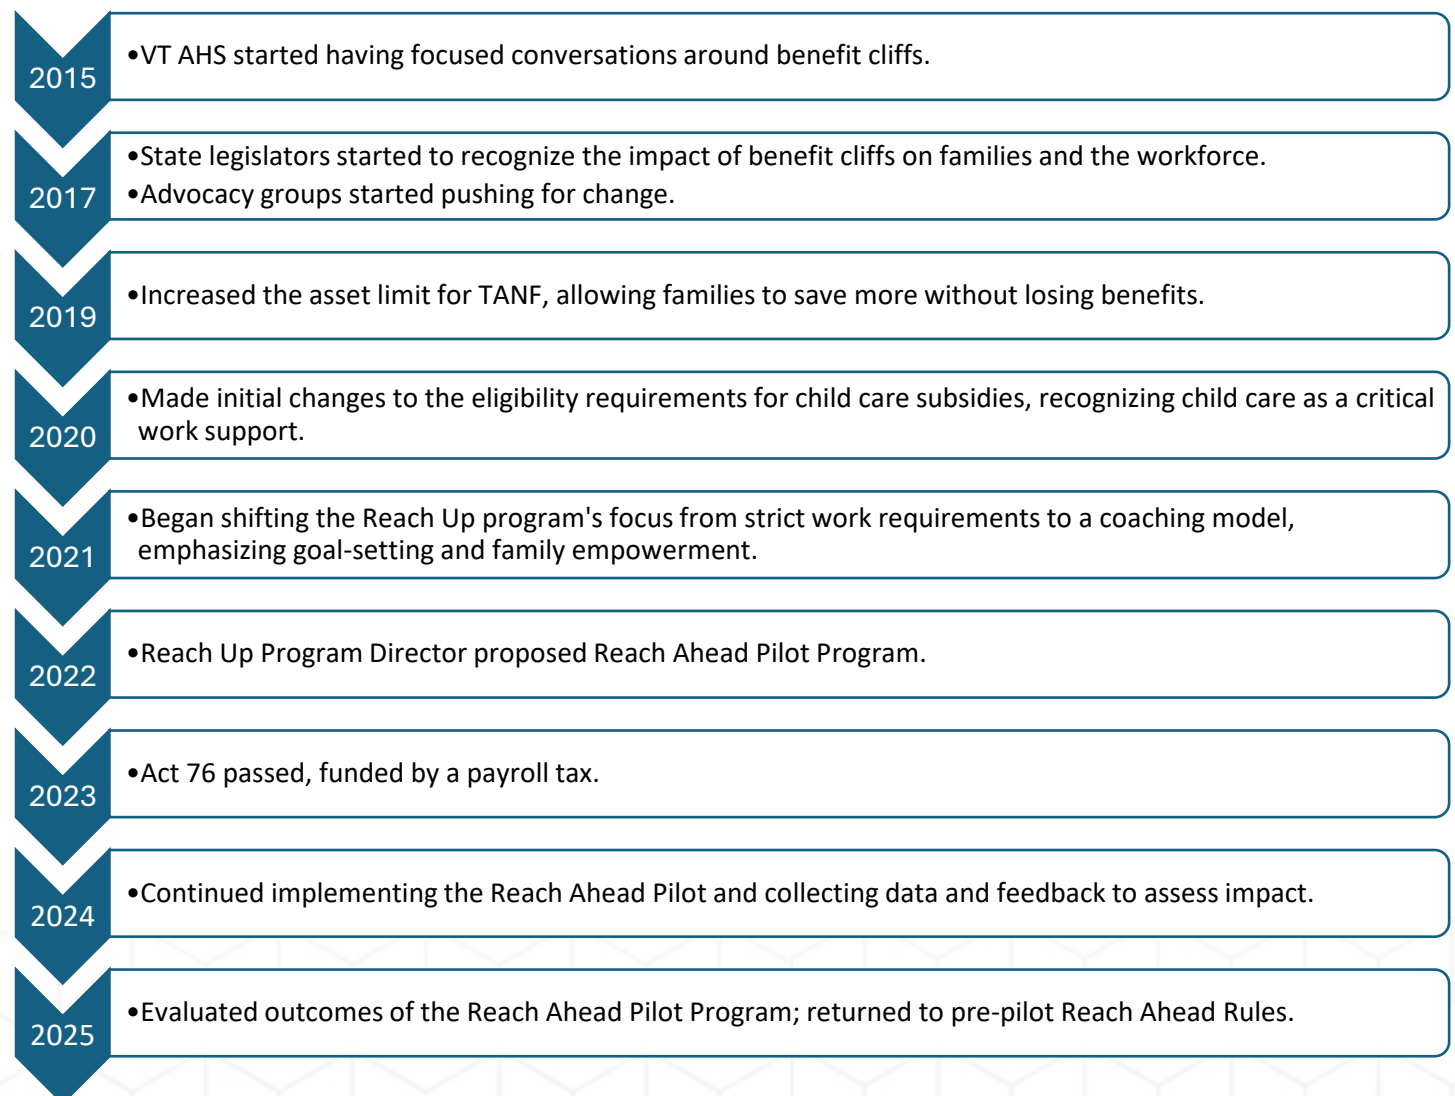 2015
•VT AHS started having focused conversations around benefit cliffs.
2017
•State legislators started to recognize the impact of benefit cliffs on families and the workforce.
•Advocacy groups started pushing for change.
2019
•Increased the asset limit for TANF, allowing families to save more without losing benefits.
2020
•Made initial changes to the eligibility requirements for child care subsidies, recognizing child care as a critical
work support.
2021
•Began shifting the Reach Up program's focus from strict work requirements to a coaching model,
emphasizing goal-setting and family empowerment.
2022
•Reach Up Program Director proposed Reach Ahead Pilot Program.
2023
•Act 76 passed, funded by a payroll tax.
2024
•Continued implementing the Reach Ahead Pilot and collecting data and feedback to assess impact.
2025
•Evaluated outcomes of the Reach Ahead Pilot Program; returned to pre-pilot Reach Ahead Rules.